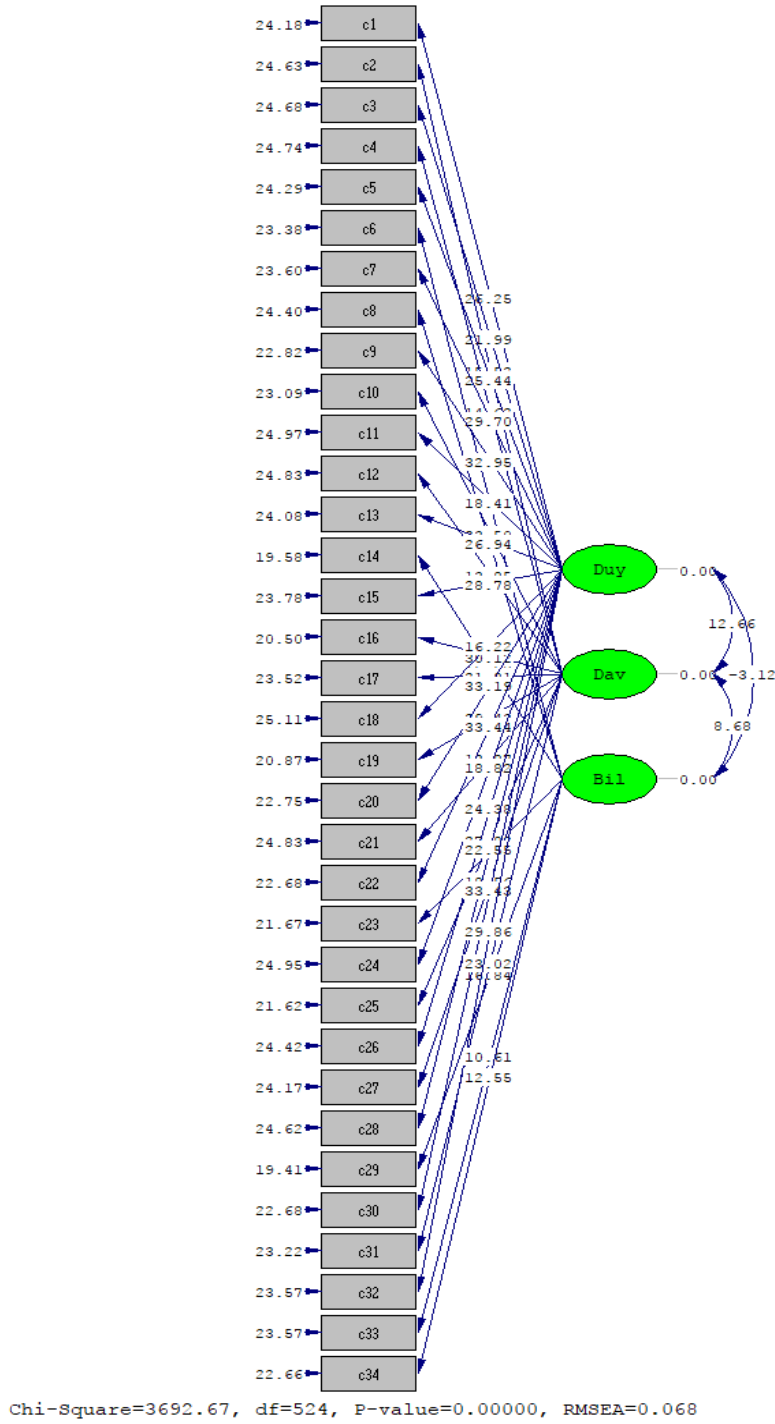 24.18 c1
24.63 c2
24.68 c3
24.74 c4
24.29 c5
23.38 c6
23.60 c7
24.40 c8
26.25
22.82 c9
21.99
25.44
23.09 c10
29.70
24.97 c11
32.95
24.83 c12
18.41
24.08 c13
26.94
19.58 c14
Duy 0.00
23.78 c15
28.78
12.66
20.50 c16
16.22
23.52 c17
Dav 0.00 -3.12
33.19
25.11 c18
33.44
8.68
20.87 c19
18.82
Bil 0.00
22.75 c20
24.38
24.83 c21
22.55
22.68 c22
33.43
21.67 c23
29.86
24.95 c24
23.02
21.62 c25
24.42 c26
10.61
24.17 c27
12.55
24.62 c28
19.41 c29
22.68 c30
23.22 c31
23.57 c32
23.57 c33
22.66 c34
Chi-Square=3692.67, df=524, P-value=0.00000, RMSEA=0.068